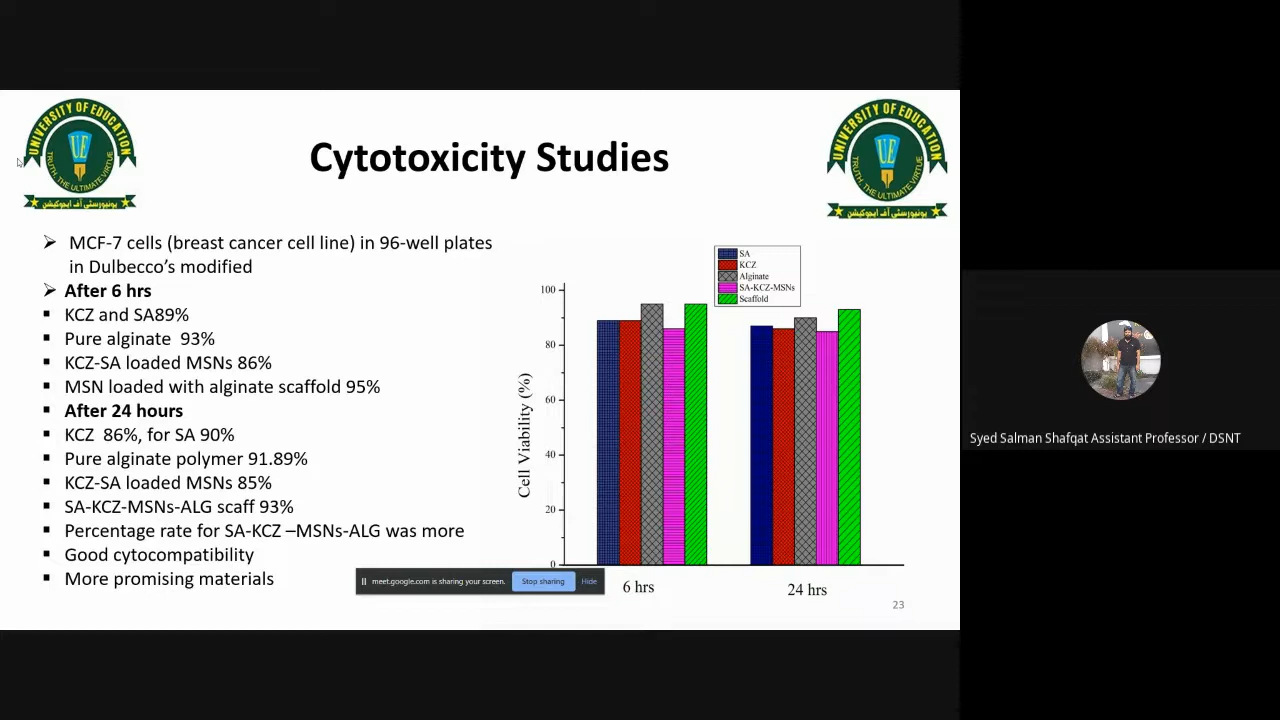 UNIVERSITY OF EDUCATION
UE
TRUTH, THE ULTIMATE VIRTUE
یونیورسٹی آف ایجوکیشن
Cytotoxicity Studies
UNIVERSITY OF EDUCATION
UE
TRUTH, THE ULTIMATE VIRTUE
یونیورسٹی آف ایجوکیشن
MCF-7 cells (breast cancer cell line) in 96-well plates
in Dulbecco’s modified
After 6 hrs
KCZ and SA89%
Pure alginate 93%
KCZ-SA loaded MSNs 86%
MSN loaded with alginate scaffold 95%
After 24 hours
KCZ 86%, for SA 90%
Pure alginate polymer 91.89%
KCZ-SA loaded MSNs 85%
SA-KCZ-MSNs-ALG scaff 93%
Percentage rate for SA-KCZ –MSNs-ALG was more
Good cytocompatibility
More promising materials
SA
KCZ
Alginate
SA-KCZ-MSNs
Scaffold
100
80
60
40
20
0
Cell Viability (%)
6 hrs
24 hrs
meet.google.com is sharing your screen.
Stop sharing
Hide
23
Syed Salman Shafqat Assistant Professor / DSNT